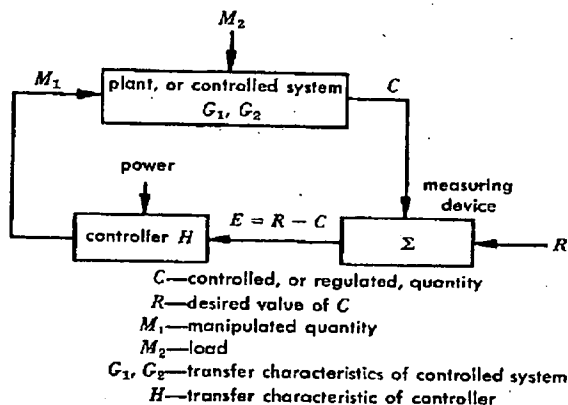 M₂
M₁
plant, or controlled system
G₁, G₂
C
power
measuring
device
controller H
E = R − C
Σ
R
C—controlled, or regulated, quantity
R—desired value of C
M₁—manipulated quantity
M₂—load
G₁, G₂—transfer characteristics of controlled system
H—transfer characteristic of controller